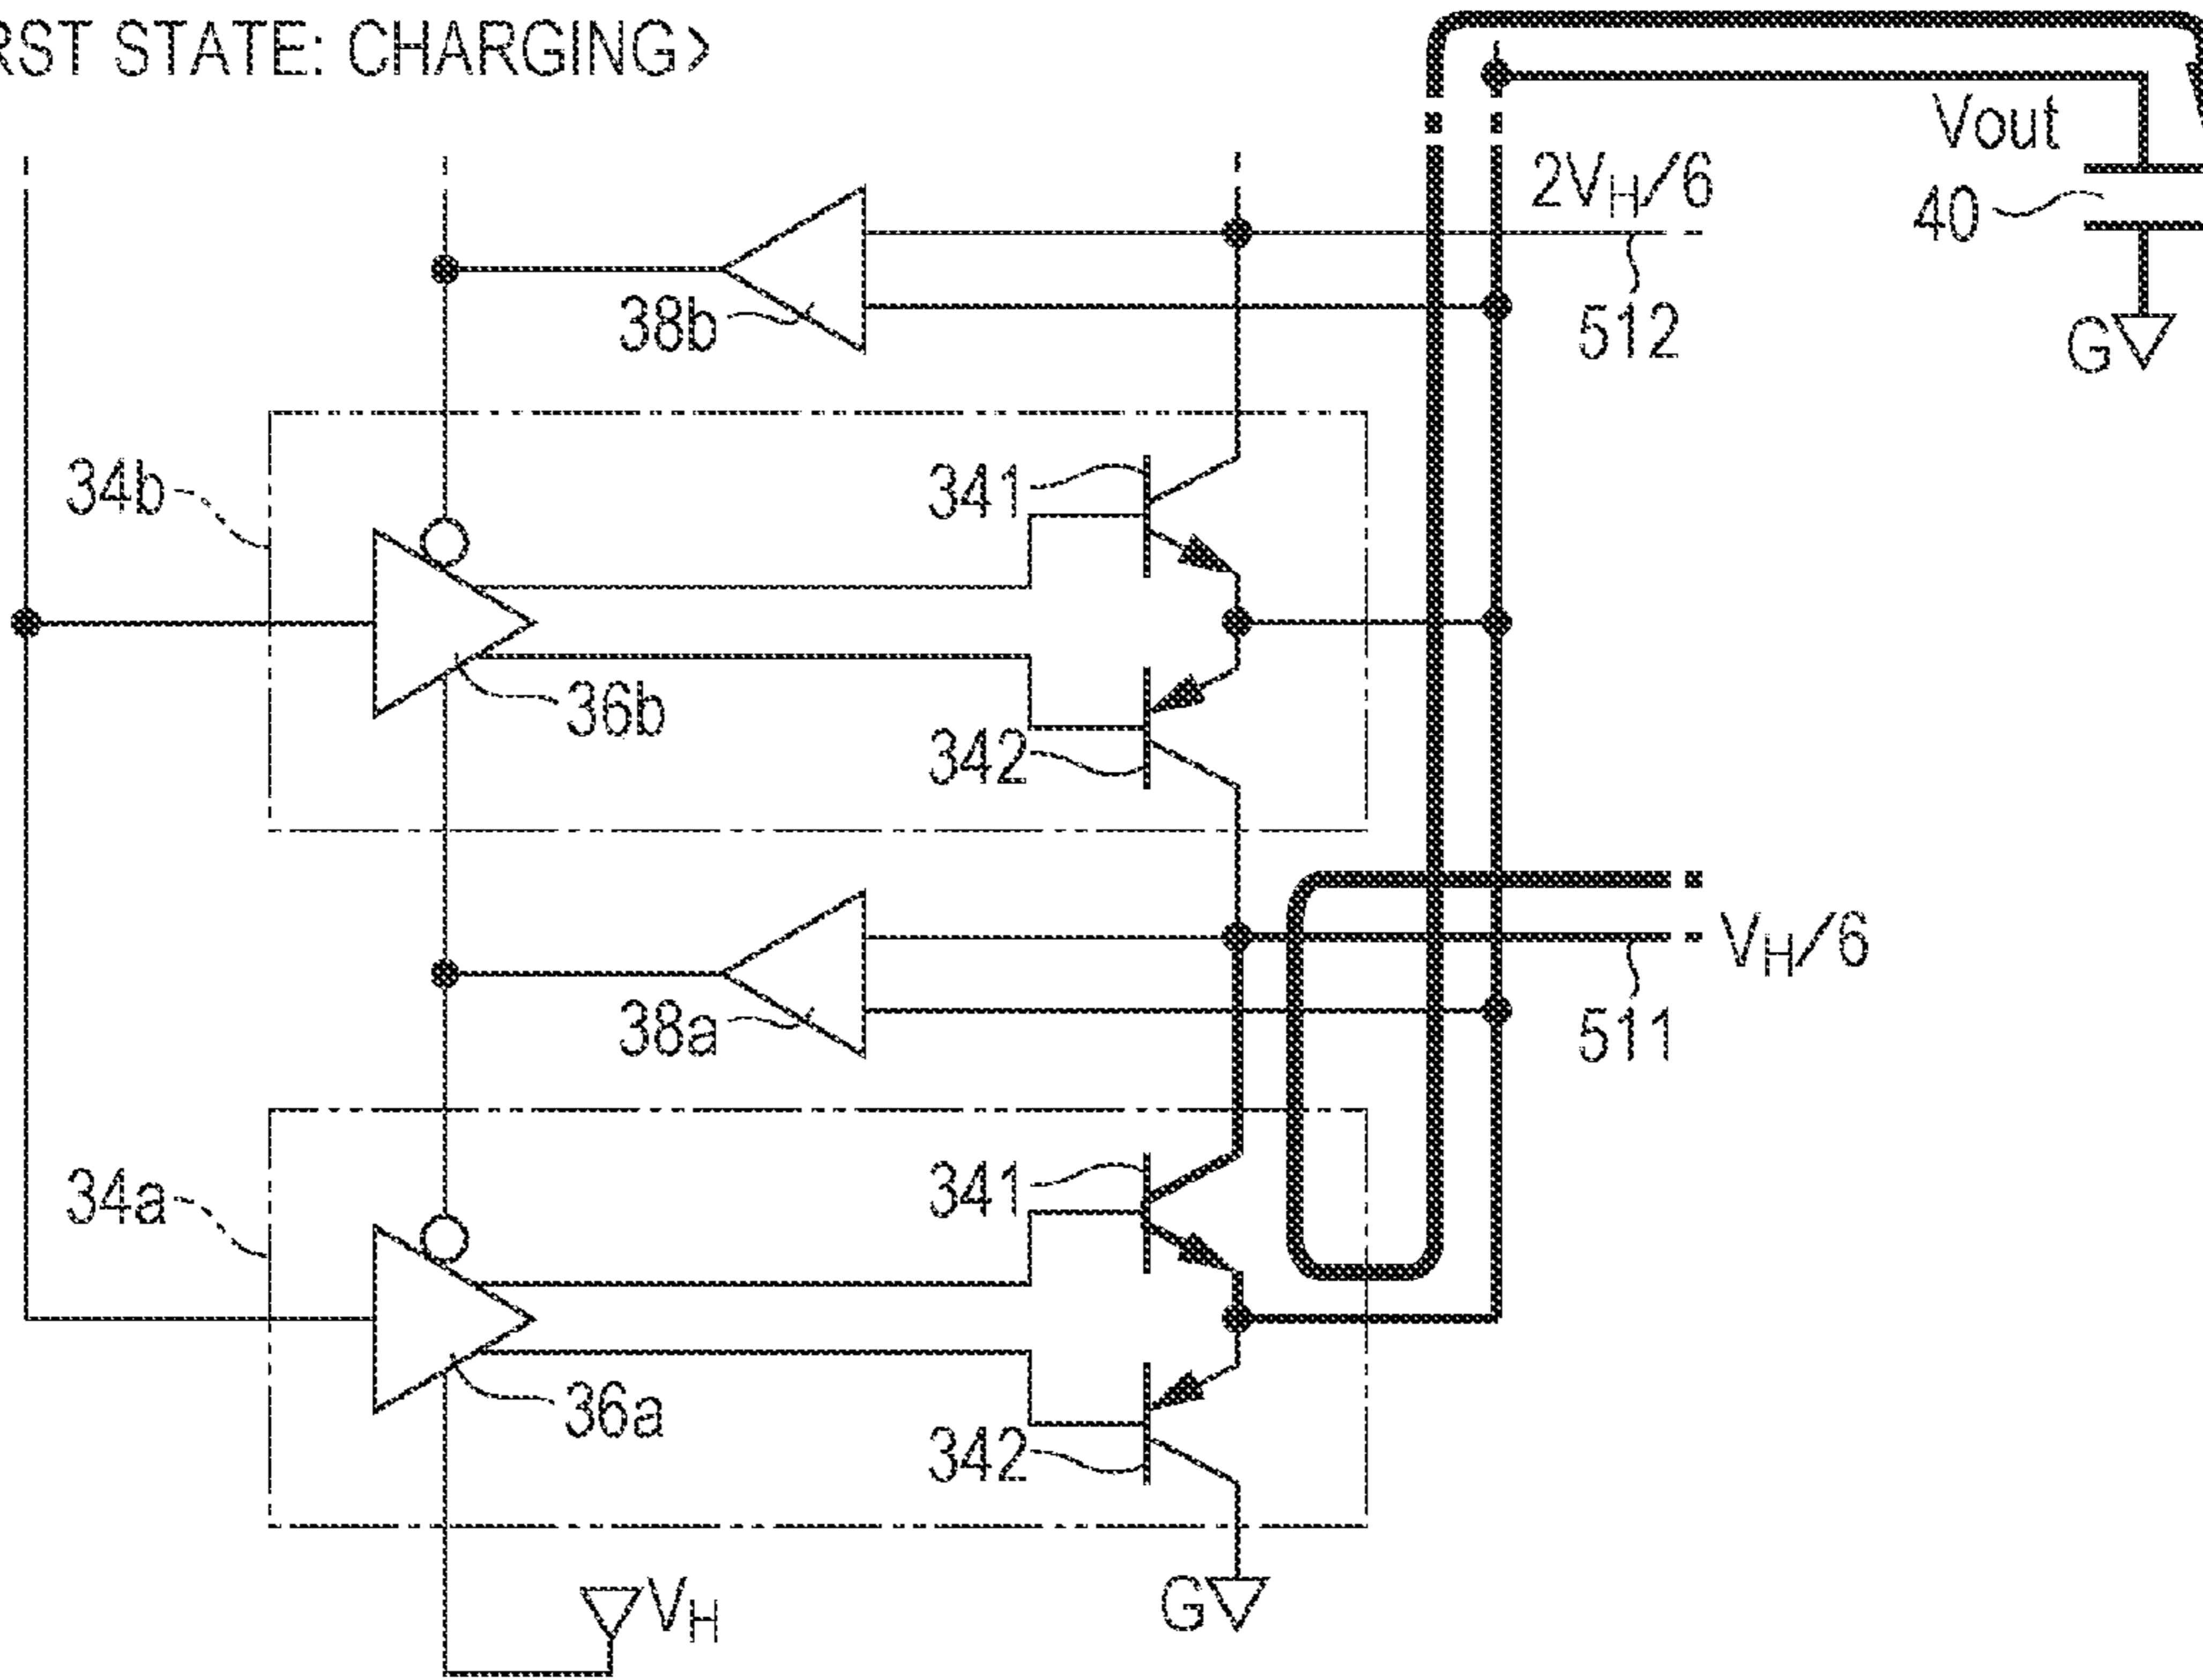 RST STATE: CHARGING>
Vout
2VH/6
40
38b
512
G
34b
341
36b
342
VH/6
38a
511
34a
341
36a
342
VH
G